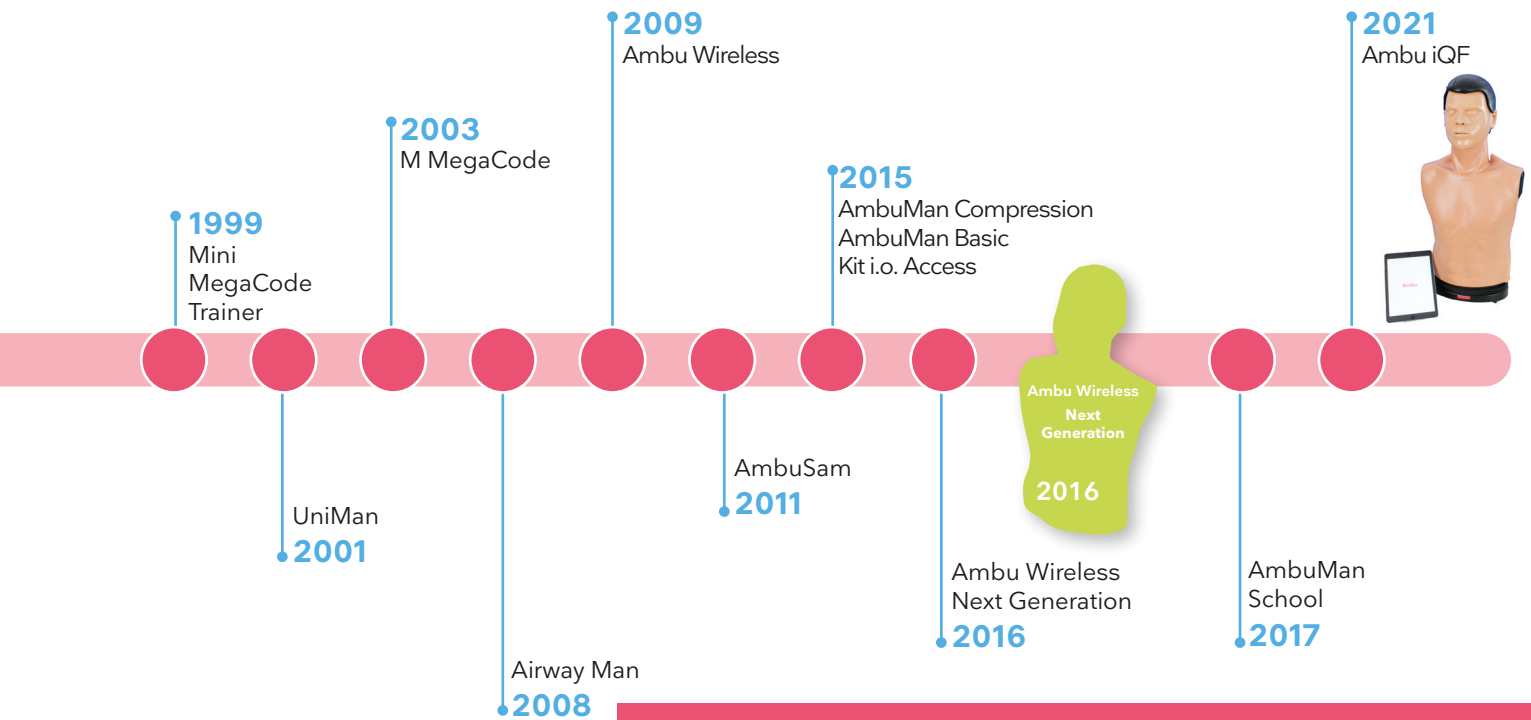 1999
Mini
MegaCode
Trainer
UniMan
2001
2003
M MegaCode
Airway Man
2008
2009
Ambu Wireless
AmbuSam
2011
2015
AmbuMan Compression
AmbuMan Basic
Kit i.o. Access
Ambu Wireless
Next Generation
2016
Ambu Wireless
Next
Generation
2016
AmbuMan
School
2017
2021
Ambu iQF
Ambu